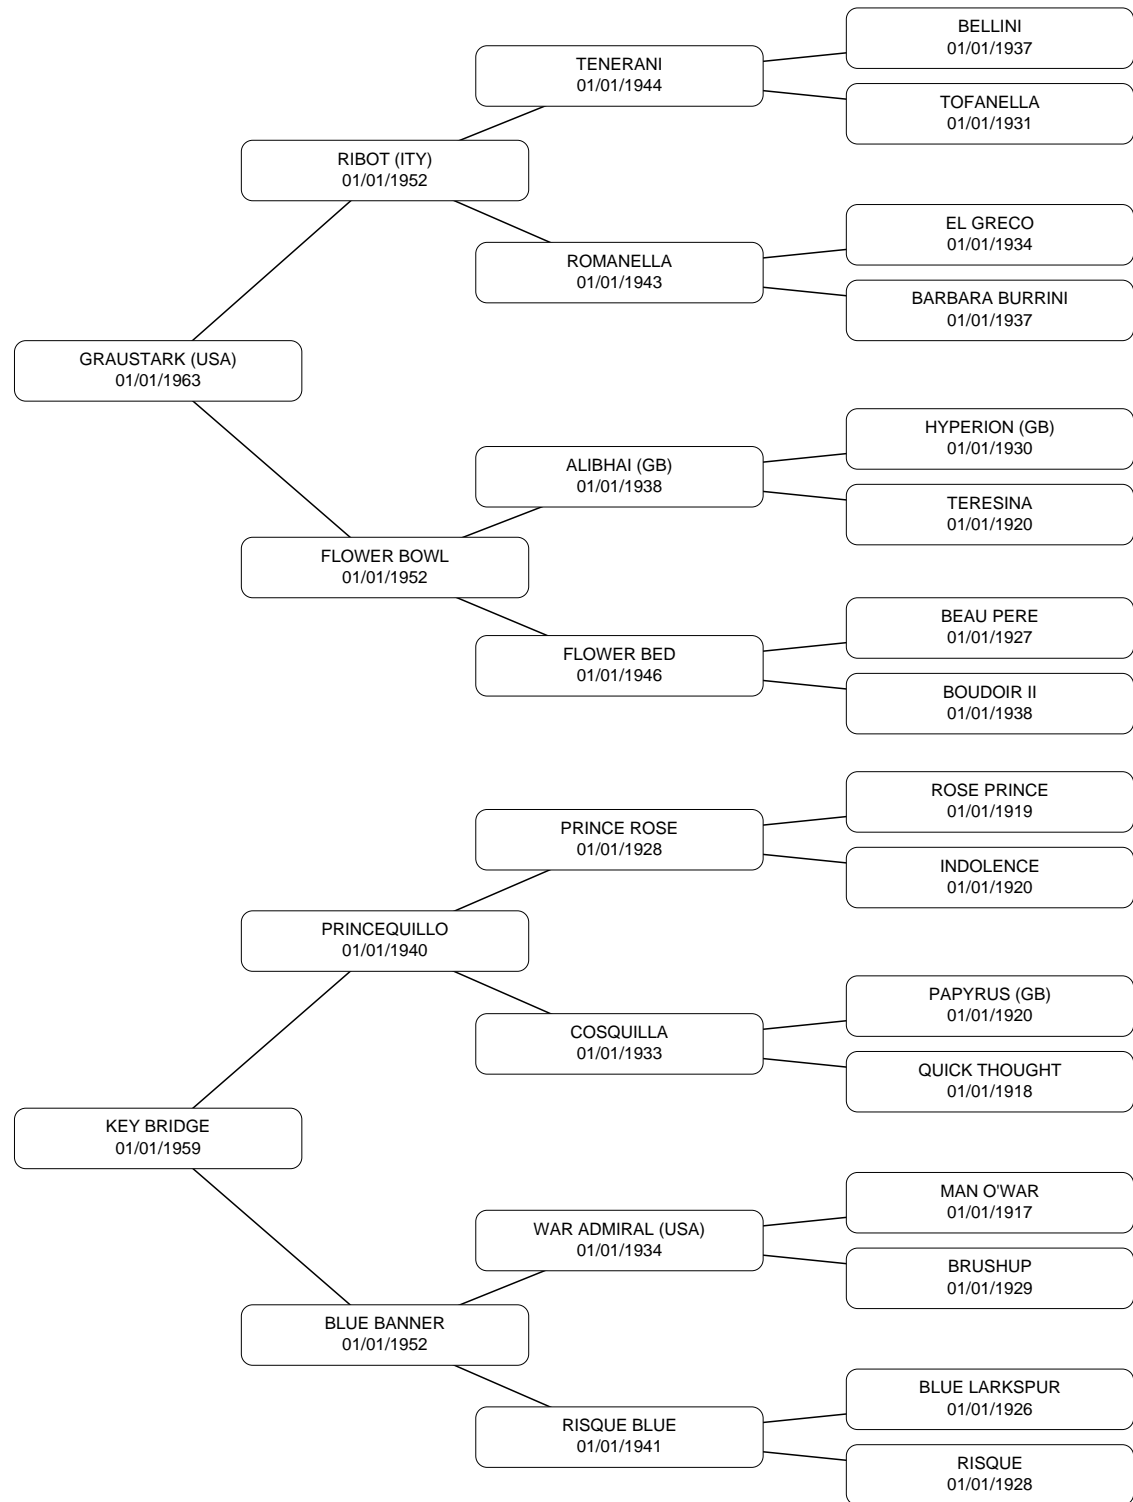 BELLINI
01/01/1937
TENERANI
01/01/1944
TOFANELLA
01/01/1931
RIBOT (ITY)
01/01/1952
EL GRECO
01/01/1934
ROMANELLA
01/01/1943
BARBARA BURRINI
01/01/1937
GRAUSTARK (USA)
01/01/1963
HYPERION (GB)
01/01/1930
ALIBHAI (GB)
01/01/1938
TERESINA
01/01/1920
FLOWER BOWL
01/01/1952
BEAU PERE
01/01/1927
FLOWER BED
01/01/1946
BOUDOIR II
01/01/1938
ROSE PRINCE
01/01/1919
PRINCE ROSE
01/01/1928
INDOLENCE
01/01/1920
PRINCEQUILLO
01/01/1940
PAPYRUS (GB)
01/01/1920
COSQUILLA
01/01/1933
QUICK THOUGHT
01/01/1918
KEY BRIDGE
01/01/1959
MAN O'WAR
01/01/1917
WAR ADMIRAL (USA)
01/01/1934
BRUSHUP
01/01/1929
BLUE BANNER
01/01/1952
BLUE LARKSPUR
01/01/1926
RISQUE BLUE
01/01/1941
RISQUE
01/01/1928